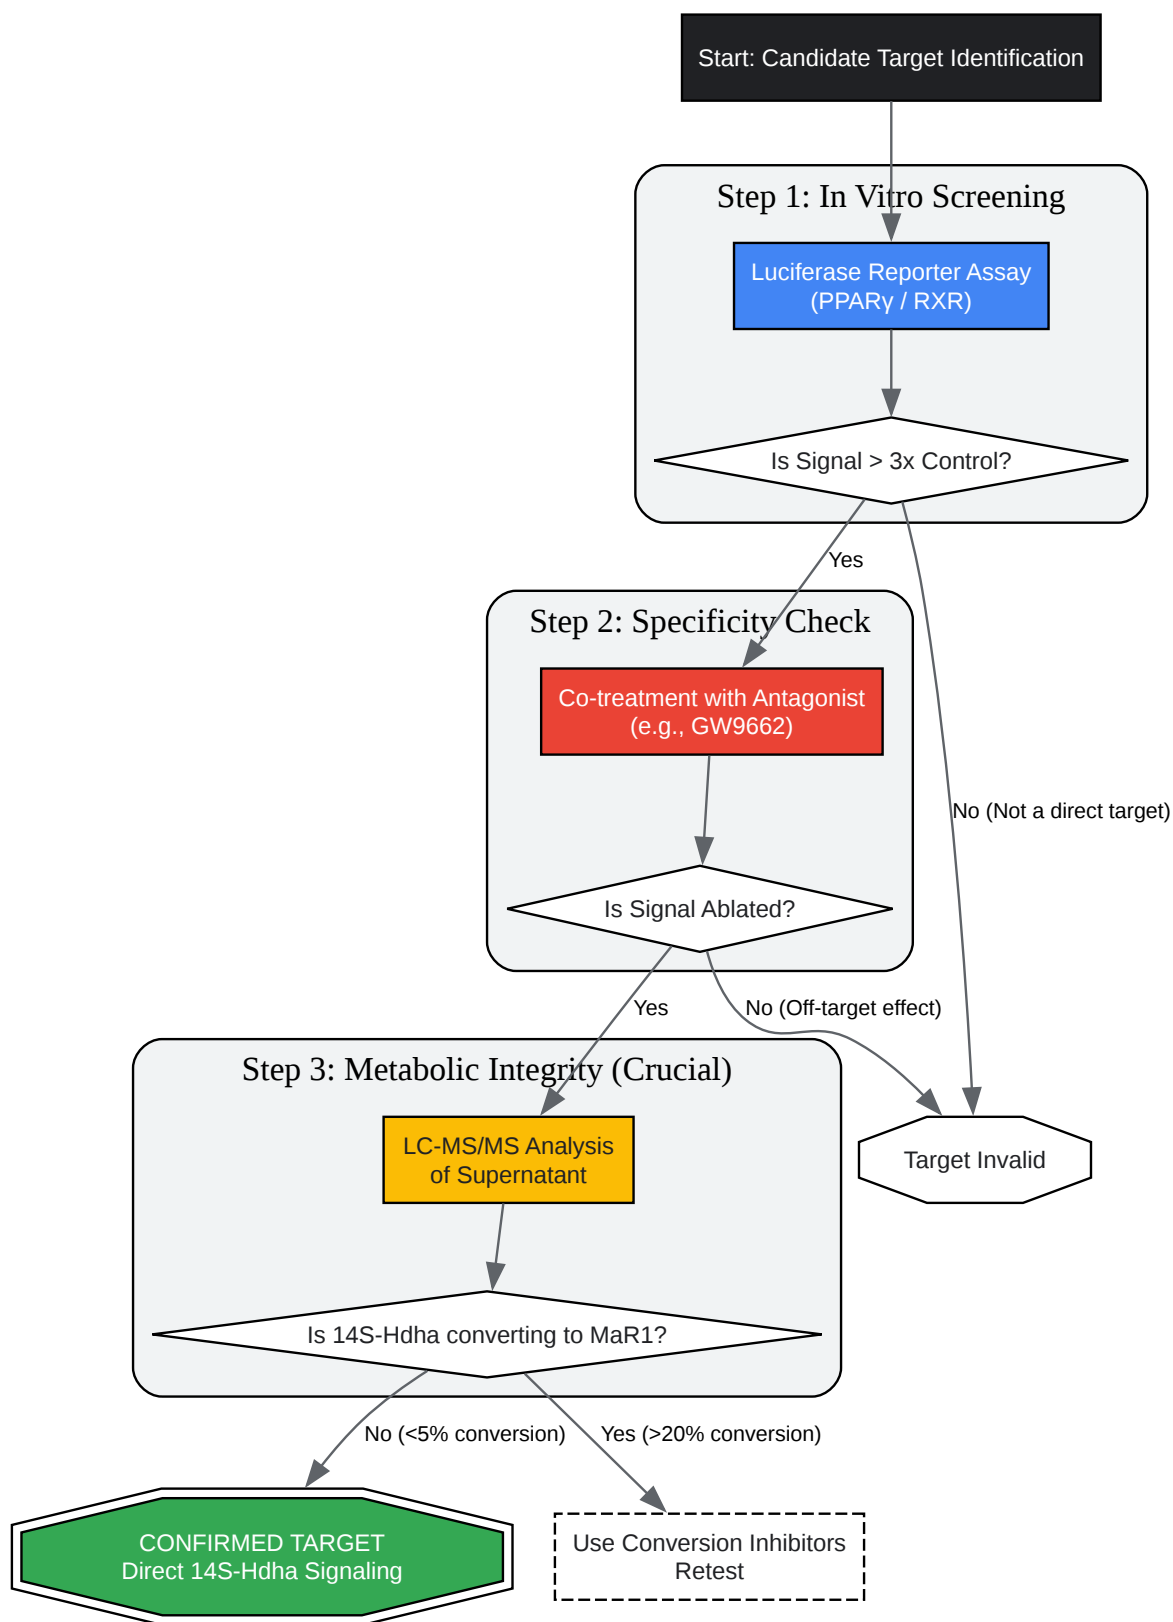 Start: Candidate Target Identification
Step 1: In Vitro Screening
Luciferase Reporter Assay
(PPARγ / RXR)
Is Signal > 3x Control?
Yes
Step 2: Specificity Check
Co-treatment with Antagonist
(e.g., GW9662)
No (Not a direct target)
Is Signal Ablated?
Yes
No (Off-target effect)
Step 3: Metabolic Integrity (Crucial)
LC-MS/MS Analysis
of Supernatant
Target Invalid
Is 14S-Hdha converting to MaR1?
No (<5% conversion)
Yes (>20% conversion)
CONFIRMED TARGET
Direct 14S-Hdha Signaling
Use Conversion Inhibitors
Retest